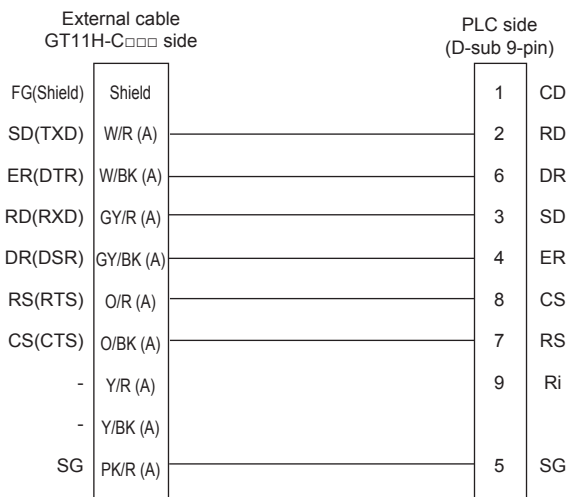 External cable
GT11H-C□□□ side
PLC side
(D-sub 9-pin)
FG(Shield) Shield 1 CD
SD(TXD) W/R (A) 2 RD
ER(DTR) W/BK (A) 6 DR
RD(RXD) GY/R (A) 3 SD
DR(DSR) GY/BK (A) 4 ER
RS(RTS) O/R (A) 8 CS
CS(CTS) O/BK (A) 7 RS
- Y/R (A) 9 Ri
- Y/BK (A)
SG PK/R (A) 5 SG